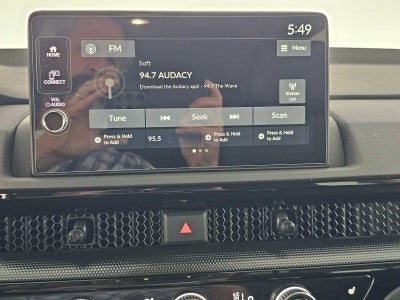 5:49
HOME
FM
Menu
Soft
CONNECT
94.7 AUDACY
Download the Audacy app! - 94.7 The Wave
Station
List
VOL
AUDIO
Tune
Seek
Scan
Press & Hold
to Add
95.5
Press & Hold
to Add
Press & Hold
to Add
Lo